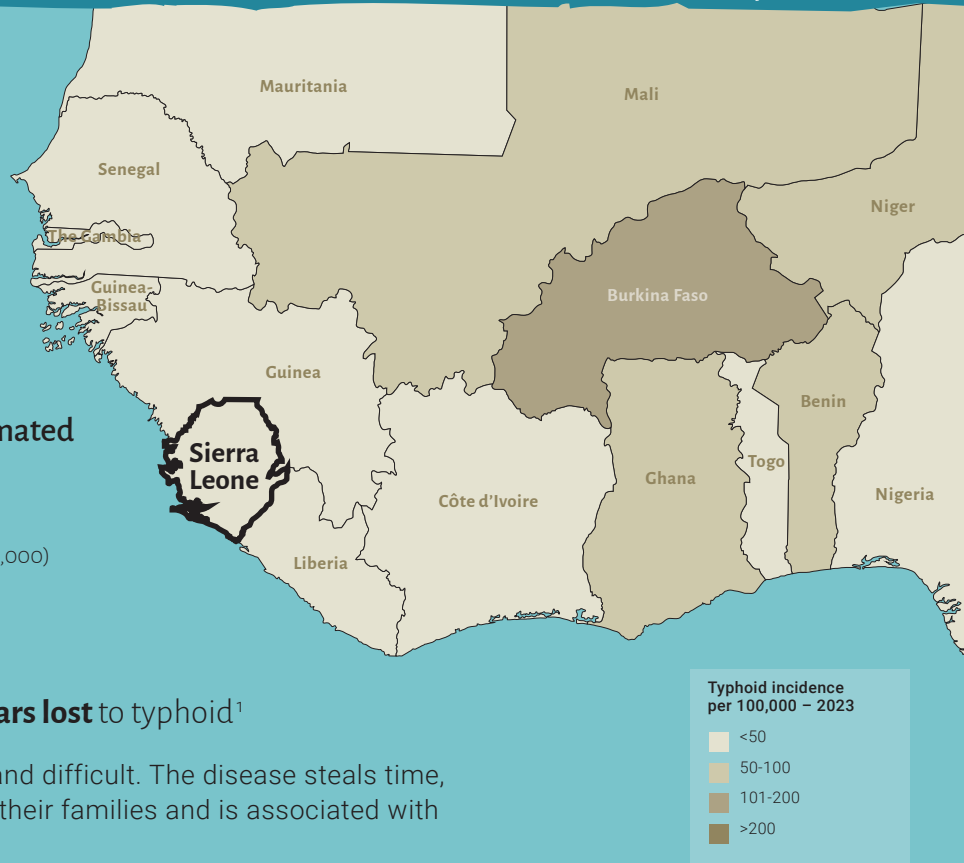 Mauritania
Mali
Senegal
Niger
The Gambia
Guinea-
Bissau
Burkina Faso
Guinea
Benin
mated
Sierra
Leone
Togo
Ghana
Nigeria
Côte d'Ivoire
,000)
Liberia
ars lost to typhoid¹
Typhoid incidence
per 100,000 – 2023
<50
50-100
101-200
>200
and difficult. The disease steals time,
their families and is associated with